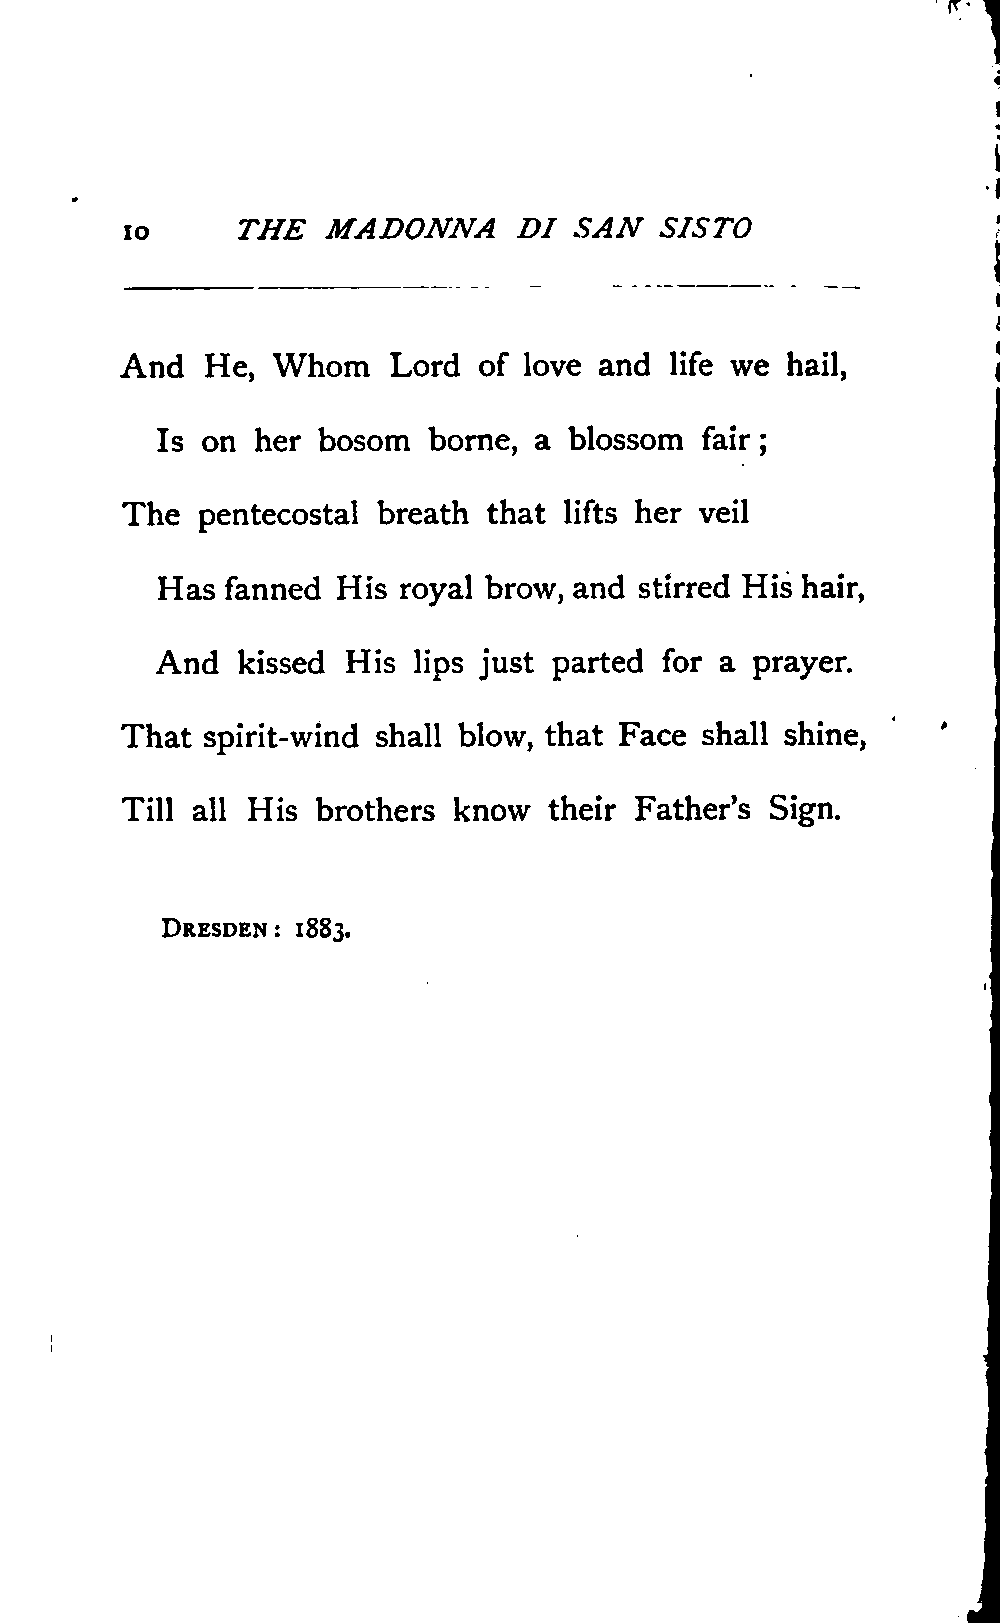 10 THE MADONNA DI SAN SISTO
And He, Whom Lord of love and life we hail,
Is on her bosom borne, a blossom fair;
The pentecostal breath that lifts her veil
Has fanned His royal brow, and stirred His hair,
And kissed His lips just parted for a prayer.
That spirit-wind shall blow, that Face shall shine,
Till all His brothers know their Father's Sign.
DRESDEN: 1883.